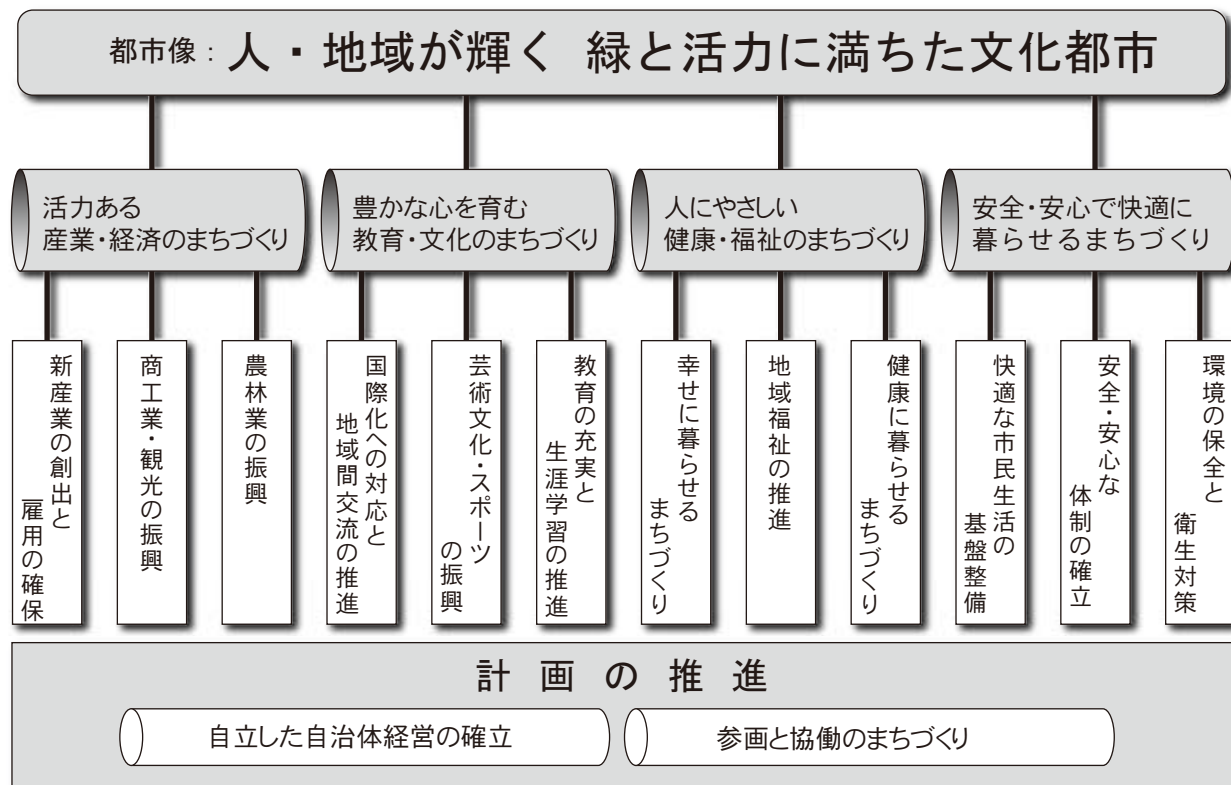 都市像：人・地域が輝く 緑と活力に満ちた文化都市
活力ある
産業・経済のまちづくり
豊かな心を育む
教育・文化のまちづくり
人にやさしい
健康・福祉のまちづくり
安全・安心で快適に
暮らせるまちづくり
新産業の創出と
雇用の確保
商工業・観光の振興
農林業の振興
国際化への対応と
地域間交流の推進
芸術文化・スポーツ
の振興
教育の充実と
生涯学習の推進
幸せに暮らせる
まちづくり
地域福祉の推進
健康に暮らせる
まちづくり
快適な市民生活の
基盤整備
安全・安心な
体制の確立
環境の保全と
衛生対策
計画の推進
自立した自治体経営の確立
参画と協働のまちづくり